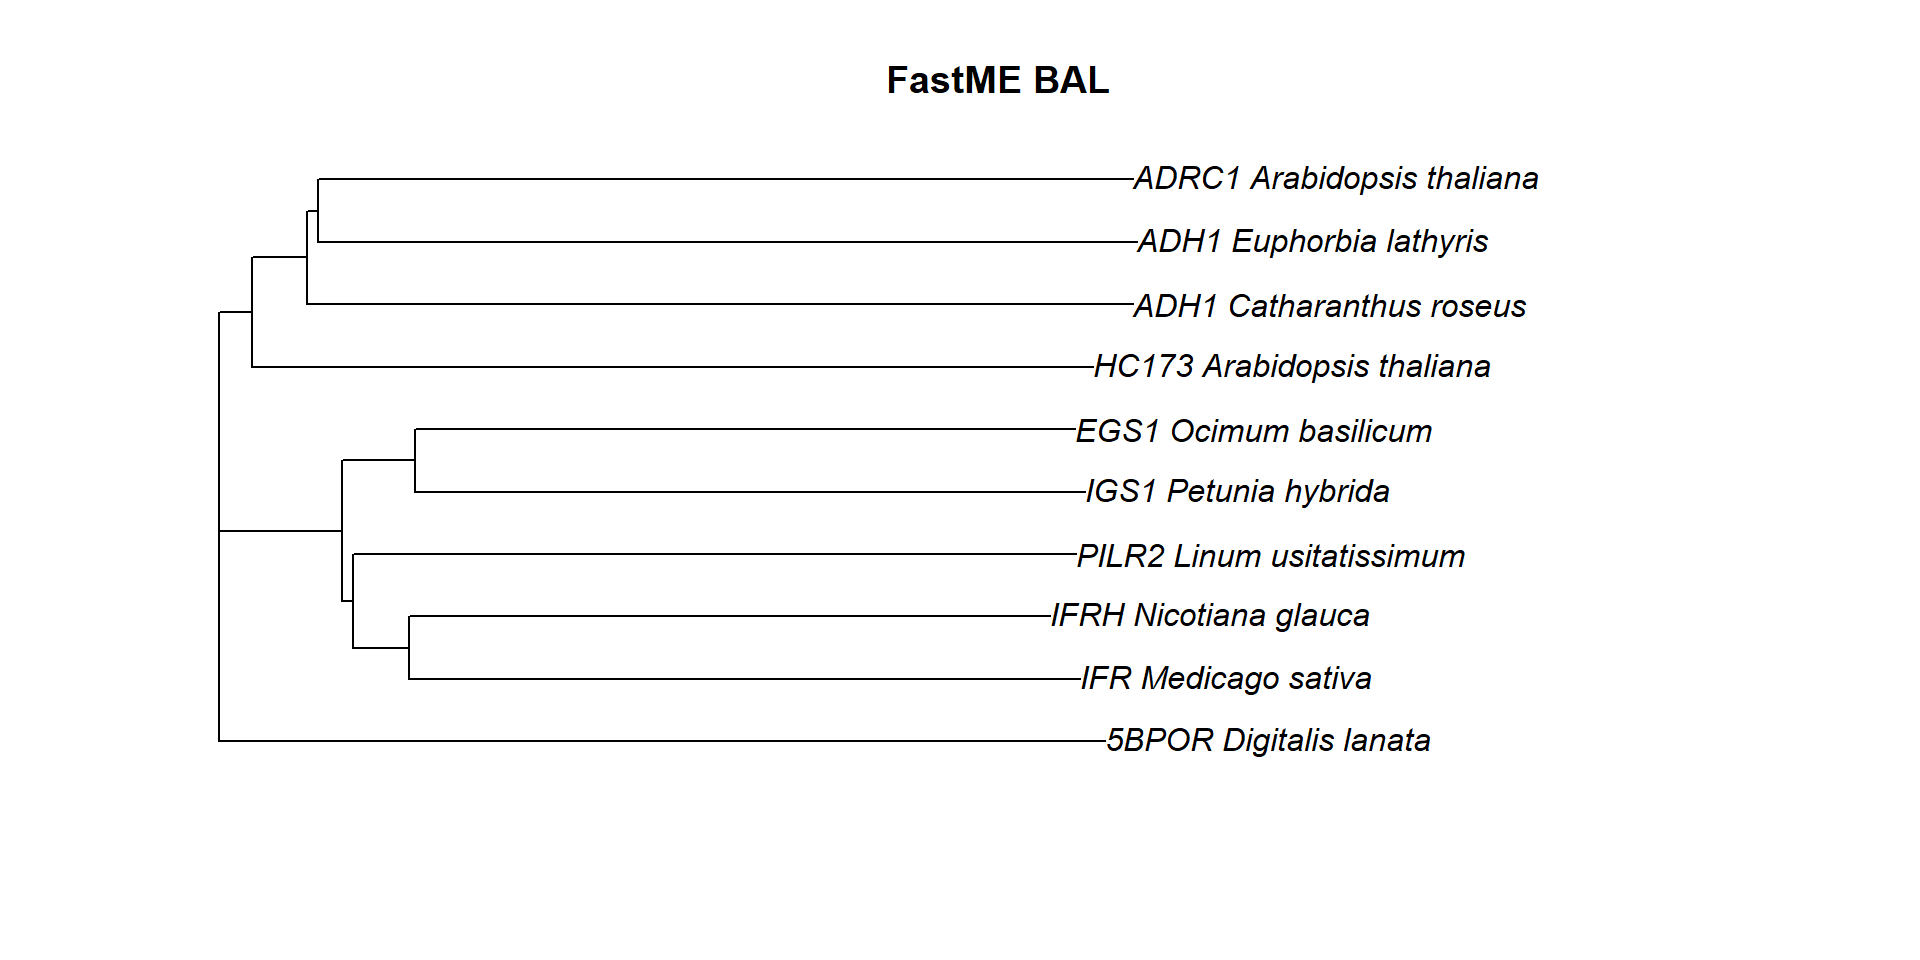 FastME BAL
ADRC1 Arabidopsis thaliana
ADH1 Euphorbia lathyris
ADH1 Catharanthus roseus
HC173 Arabidopsis thaliana
EGS1 Ocimum basilicum
IGS1 Petunia hybrida
PILR2 Linum usitatissimum
IFRH Nicotiana glauca
IFR Medicago sativa
5BPOR Digitalis lanata